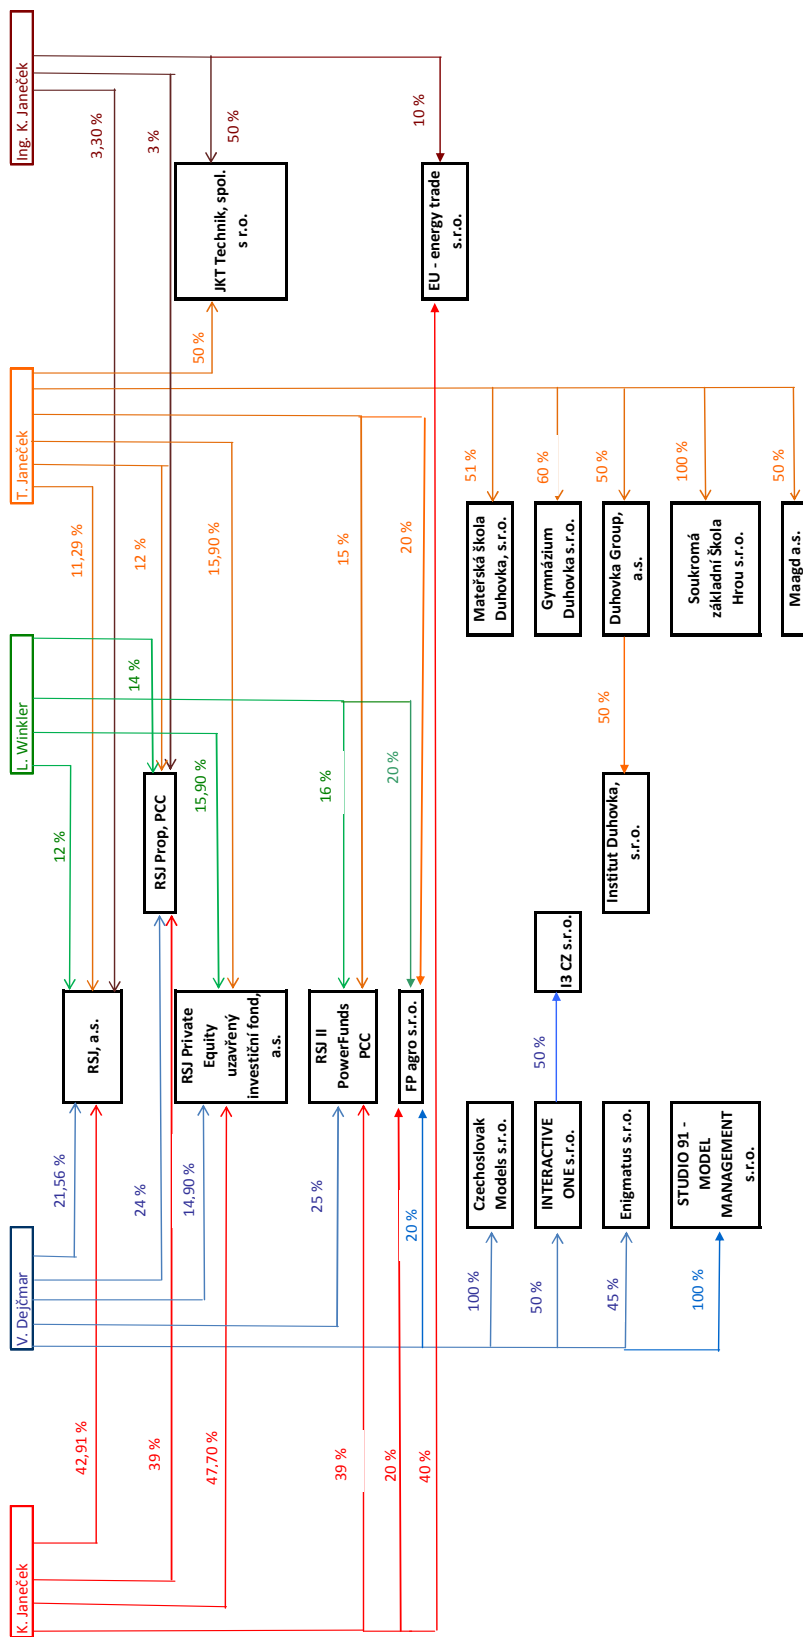 K. Janeček
V. Dejčmar
L. Winkler
T. Janeček
Ing. K. Janeček
42,91 %
21,56 %
12 %
11,29 %
3,30 %
RSJ, a.s.
39 %
24 %
14 %
12 %
3 %
RSJ Prop, PCC
47,70 %
14,90 %
15,90 %
15,90 %
50 %
50 %
RSJ Private
Equity
uzavřený
investiční fond,
a.s.
JKT Technik, spol.
s r.o.
39 %
25 %
16 %
15 %
RSJ II
PowerFunds
PCC
20 %
20 %
20 %
20 %
FP agro s.r.o.
40 %
10 %
EU - energy trade
s.r.o.
100 %
Czechoslovak
Models s.r.o.
51 %
Mateřská škola
Duhovka, s.r.o.
50 %
INTERACTIVE
ONE s.r.o.
50 %
I3 CZ s.r.o.
60 %
Gymnázium
Duhovka s.r.o.
45 %
Enigmatus s.r.o.
Institut Duhovka,
s.r.o.
50 %
Duhovka Group,
a.s.
50 %
100 %
STUDIO 91 -
MODEL
MANAGEMENT
s.r.o.
Soukromá
základní Škola
Hrou s.r.o.
100 %
Maagd a.s.
50 %